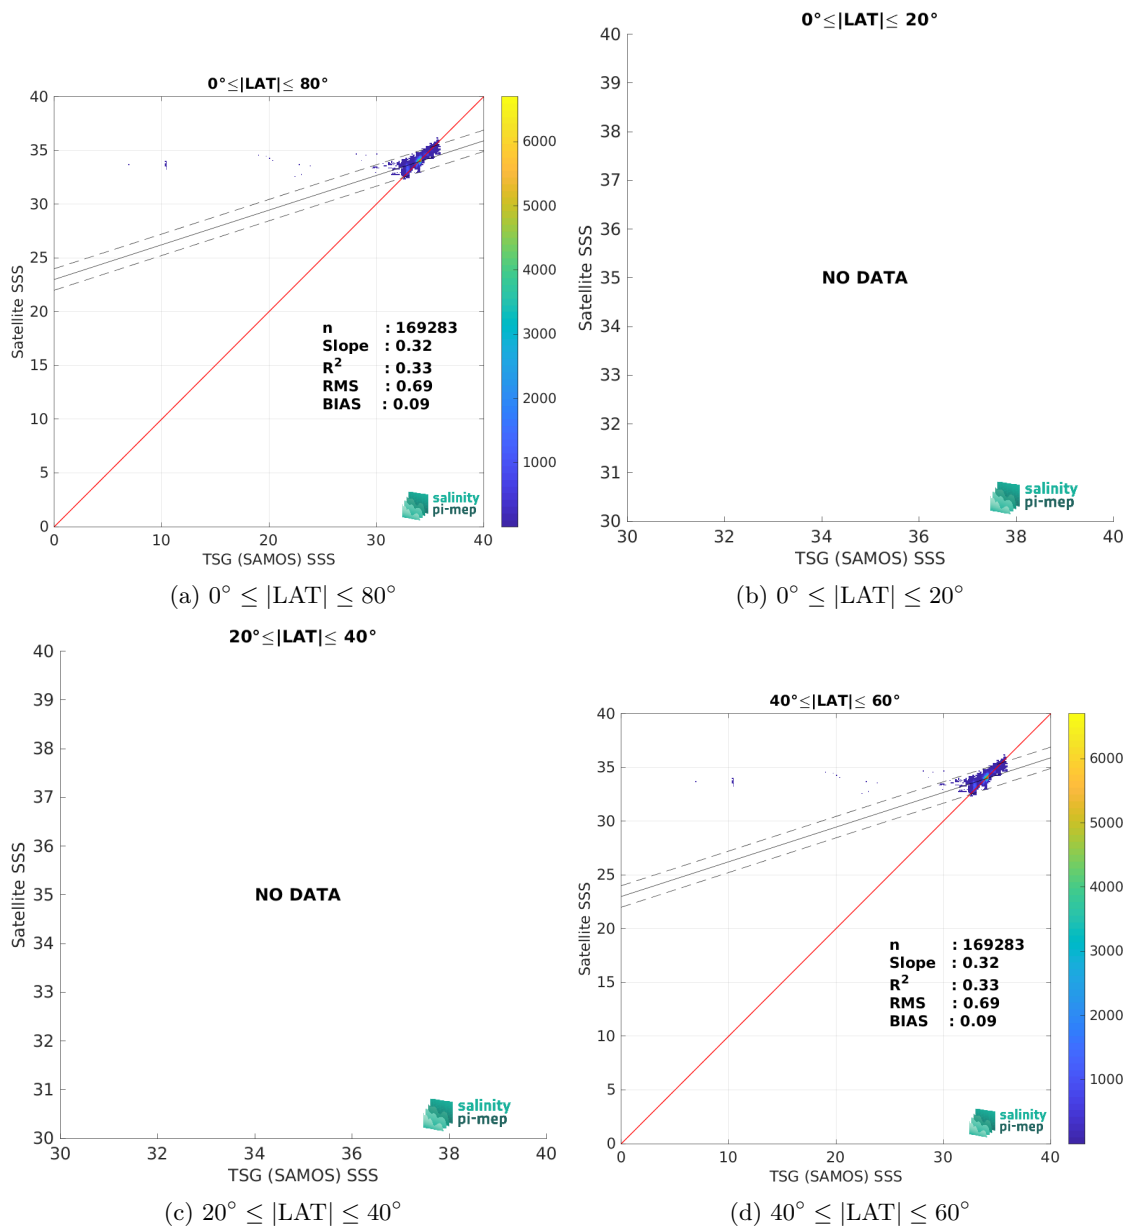 0°≤|LAT|≤ 80°
40
35
30
25
20
15
10
5
0
0
10
20
30
40
Satellite SSS
TSG (SAMOS) SSS
n : 169283
Slope : 0.32
R² : 0.33
RMS : 0.69
BIAS : 0.09
salinity
pi-mep
6000
5000
4000
3000
2000
1000
(a) 0° ≤ |LAT| ≤ 80°
0°≤|LAT|≤ 20°
40
39
38
37
36
35
34
33
32
31
30
30
32
34
36
38
40
Satellite SSS
TSG (SAMOS) SSS
NO DATA
salinity
pi-mep
(b) 0° ≤ |LAT| ≤ 20°
20°≤|LAT|≤ 40°
40
39
38
37
36
35
34
33
32
31
30
30
32
34
36
38
40
Satellite SSS
TSG (SAMOS) SSS
NO DATA
salinity
pi-mep
(c) 20° ≤ |LAT| ≤ 40°
40°≤|LAT|≤ 60°
40
35
30
25
20
15
10
5
0
0
10
20
30
40
Satellite SSS
TSG (SAMOS) SSS
n : 169283
Slope : 0.32
R² : 0.33
RMS : 0.69
BIAS : 0.09
salinity
pi-mep
6000
5000
4000
3000
2000
1000
(d) 40° ≤ |LAT| ≤ 60°